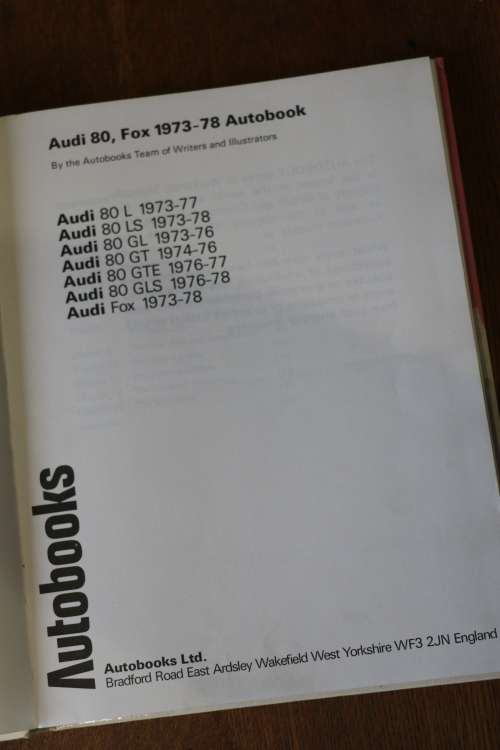 Audi 80, Fox 1973-78 Autobook
By the Autobooks Team of Writers and Illustrators
Audi 80 L 1973-77
Audi 80 LS 1973-78
Audi 80 GL 1973-76
Audi 80 GT 1974-76
Audi 80 GTE 1976-77
Audi 80 GLS 1976-78
Audi Fox 1973-78
Autobooks
Autobooks Ltd.
Bradford Road East Ardsley Wakefield West Yorkshire WF3 2JN England